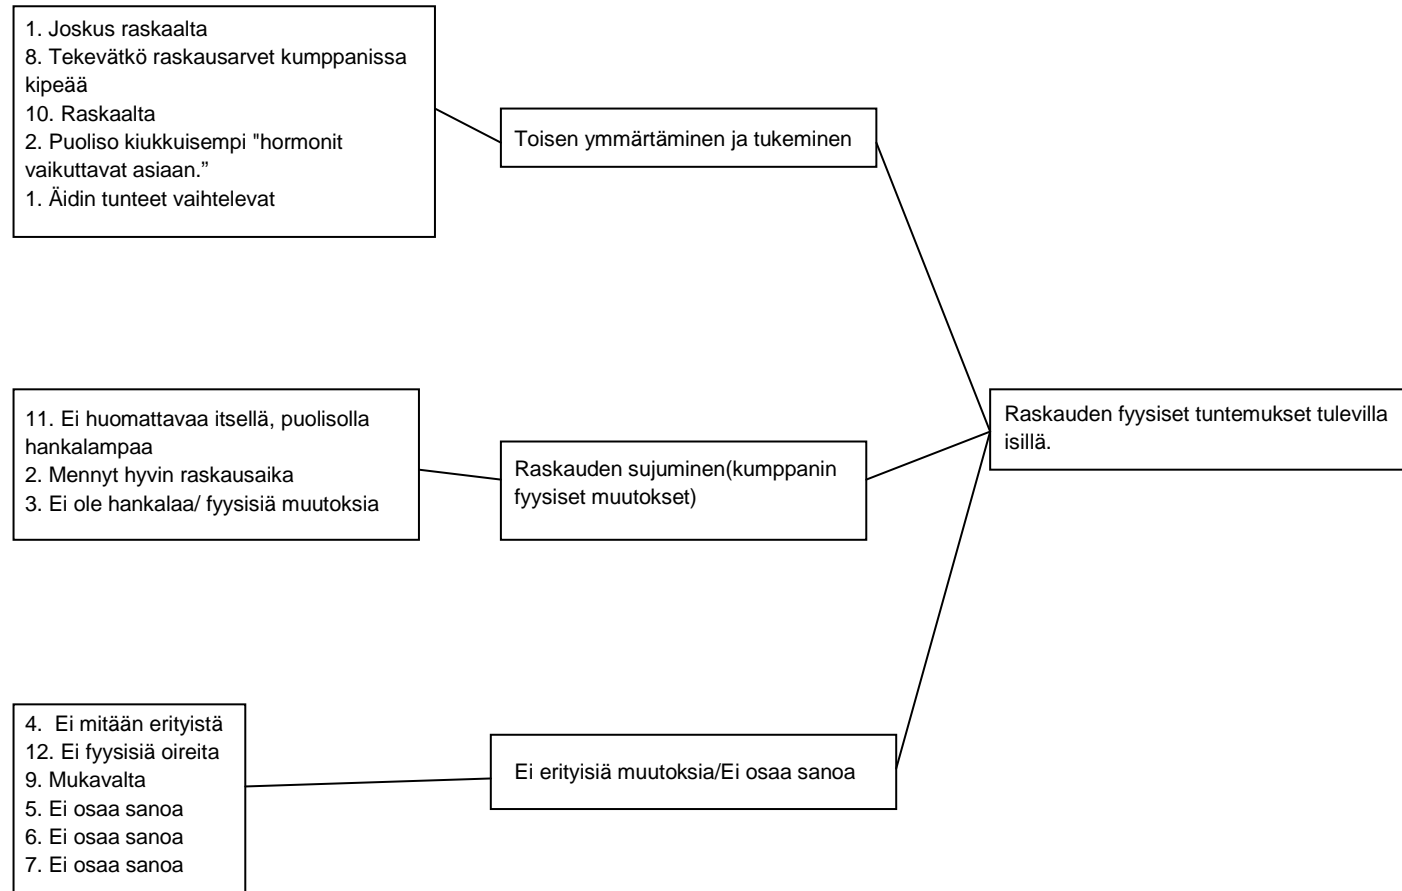 1. Joskus raskaalta
8. Tekevätkö raskausarvet kumppanissa
kipeää
10. Raskaalta
2. Puoliso kiukkuisempi "hormonit
vaikuttavat asiaan.”
1. Äidin tunteet vaihtelevat
Toisen ymmärtäminen ja tukeminen
11. Ei huomattavaa itsellä, puolisolla
hankalampaa
2. Mennyt hyvin raskausaika
3. Ei ole hankalaa/ fyysisiä muutoksia
Raskauden sujuminen(kumppanin
fyysiset muutokset)
Raskauden fyysiset tuntemukset tulevilla
isillä.
4.  Ei mitään erityistä
12. Ei fyysisiä oireita
9. Mukavalta
5. Ei osaa sanoa
6. Ei osaa sanoa
7. Ei osaa sanoa
Ei erityisiä muutoksia/Ei osaa sanoa